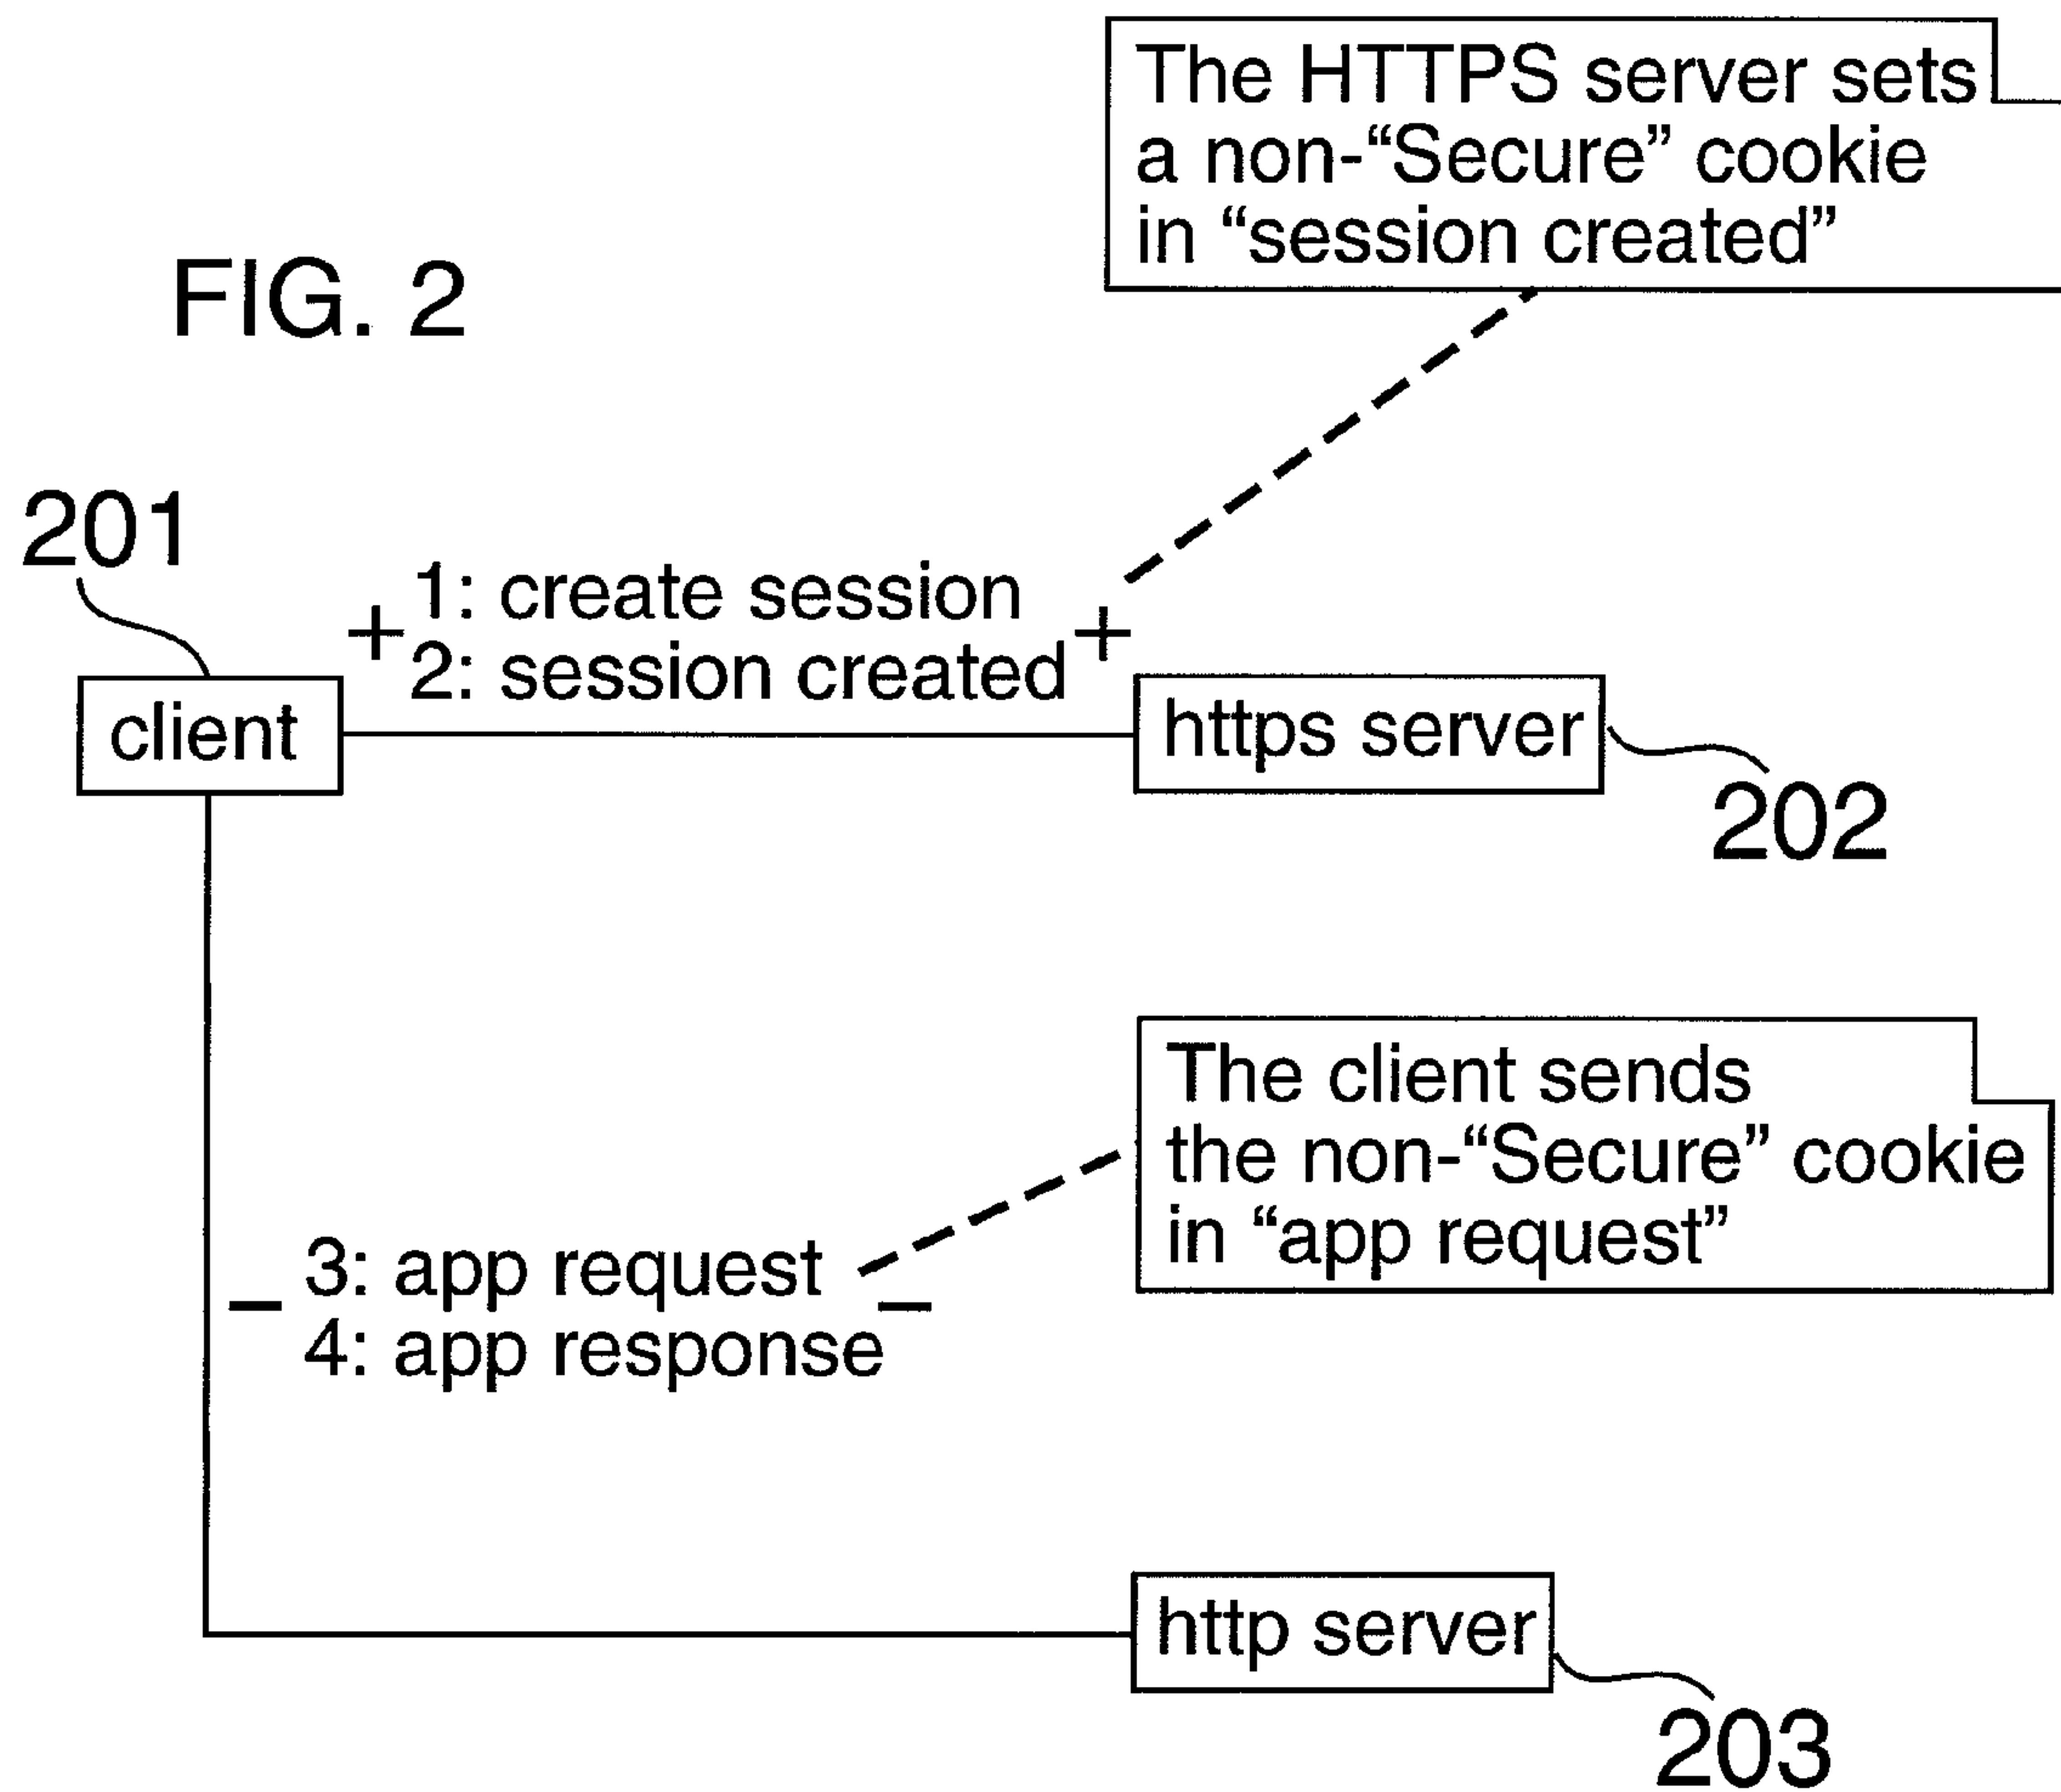 The HTTPS server sets
a non-“Secure” cookie
in “session created”
FIG. 2
201
+ 1: create session +
2: session created
client
https server
202
The client sends
the non-“Secure” cookie
in “app request”
3: app request
– 4: app response –
http server
203